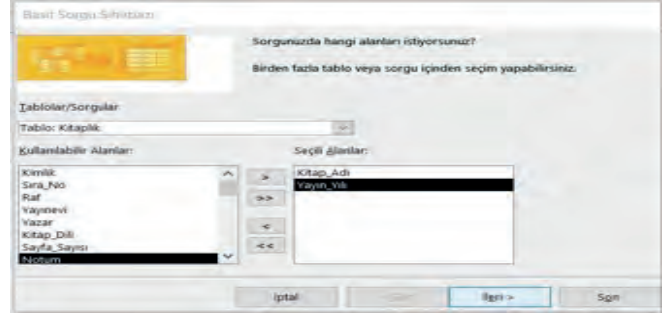 Basit Sorgu Sihirbazı
Sorgunuzda hangi alanları istiyorsunuz?
Birden fazla tablo veya sorgu içinden seçim yapabilirsiniz.
Tablolar/Sorgular
Tablo: Kitaplık
Kullanılabilir Alanlar:
Seçili Alanlar:
Kimlik
Sıra_No
Raf
Yayınevi
Yazar
Kitap_Dili
Sayfa_Sayısı
Notum
>
>>
<
<<
Kitap_Adı
Yayın_Yılı
İptal
İleri >
Son